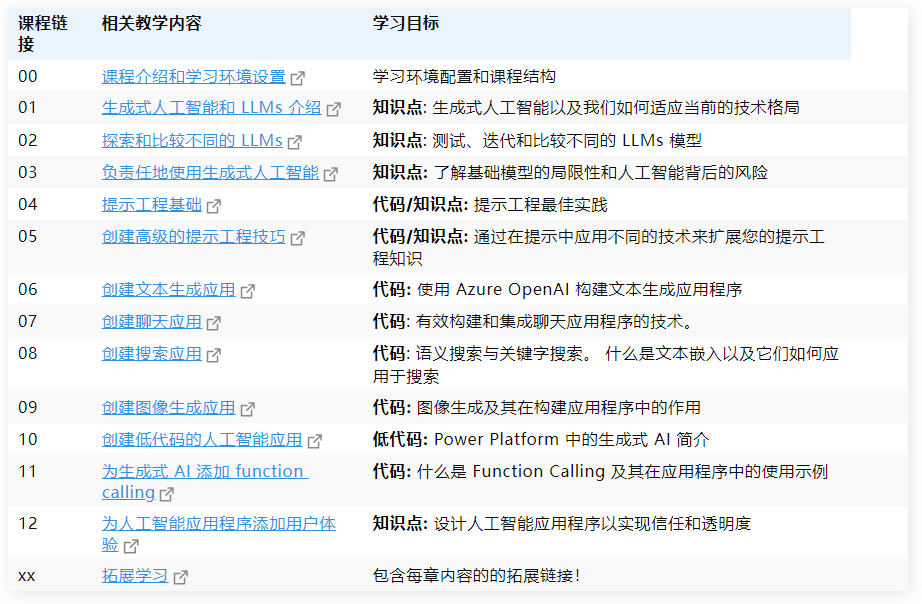 课程链 相关教学内容 学习目标
接
00 课程介绍和学习环境设置 学习环境配置和课程结构
01 生成式人工智能和 LLMs 介绍 知识点: 生成式人工智能以及我们如何适应当前的技术格局
02 探索和比较不同的 LLMs 知识点: 测试、迭代和比较不同的 LLMs 模型
03 负责任地使用生成式人工智能 知识点: 了解基础模型的局限性和人工智能背后的风险
04 提示工程基础 代码/知识点: 提示工程最佳实践
05 创建高级的提示工程技巧 代码/知识点: 通过在提示中应用不同的技术来扩展您的提示工
程知识
06 创建文本生成应用 代码: 使用 Azure OpenAI 构建文本生成应用程序
07 创建聊天应用 代码: 有效构建和集成聊天应用程序的技术。
08 创建搜索应用 代码: 语义搜索与关键字搜索。 什么是文本嵌入以及它们如何应
用于搜索
09 创建图像生成应用 代码: 图像生成及其在构建应用程序中的作用
10 创建低代码的人工智能应用 低代码: Power Platform 中的生成式 AI 简介
11 为生成式 AI 添加 function 代码: 什么是 Function Calling 及其在应用程序中的使用示例
calling
12 为人工智能应用程序添加用户体 知识点: 设计人工智能应用程序以实现信任和透明度
验
xx 拓展学习 包含每章内容的的拓展链接！